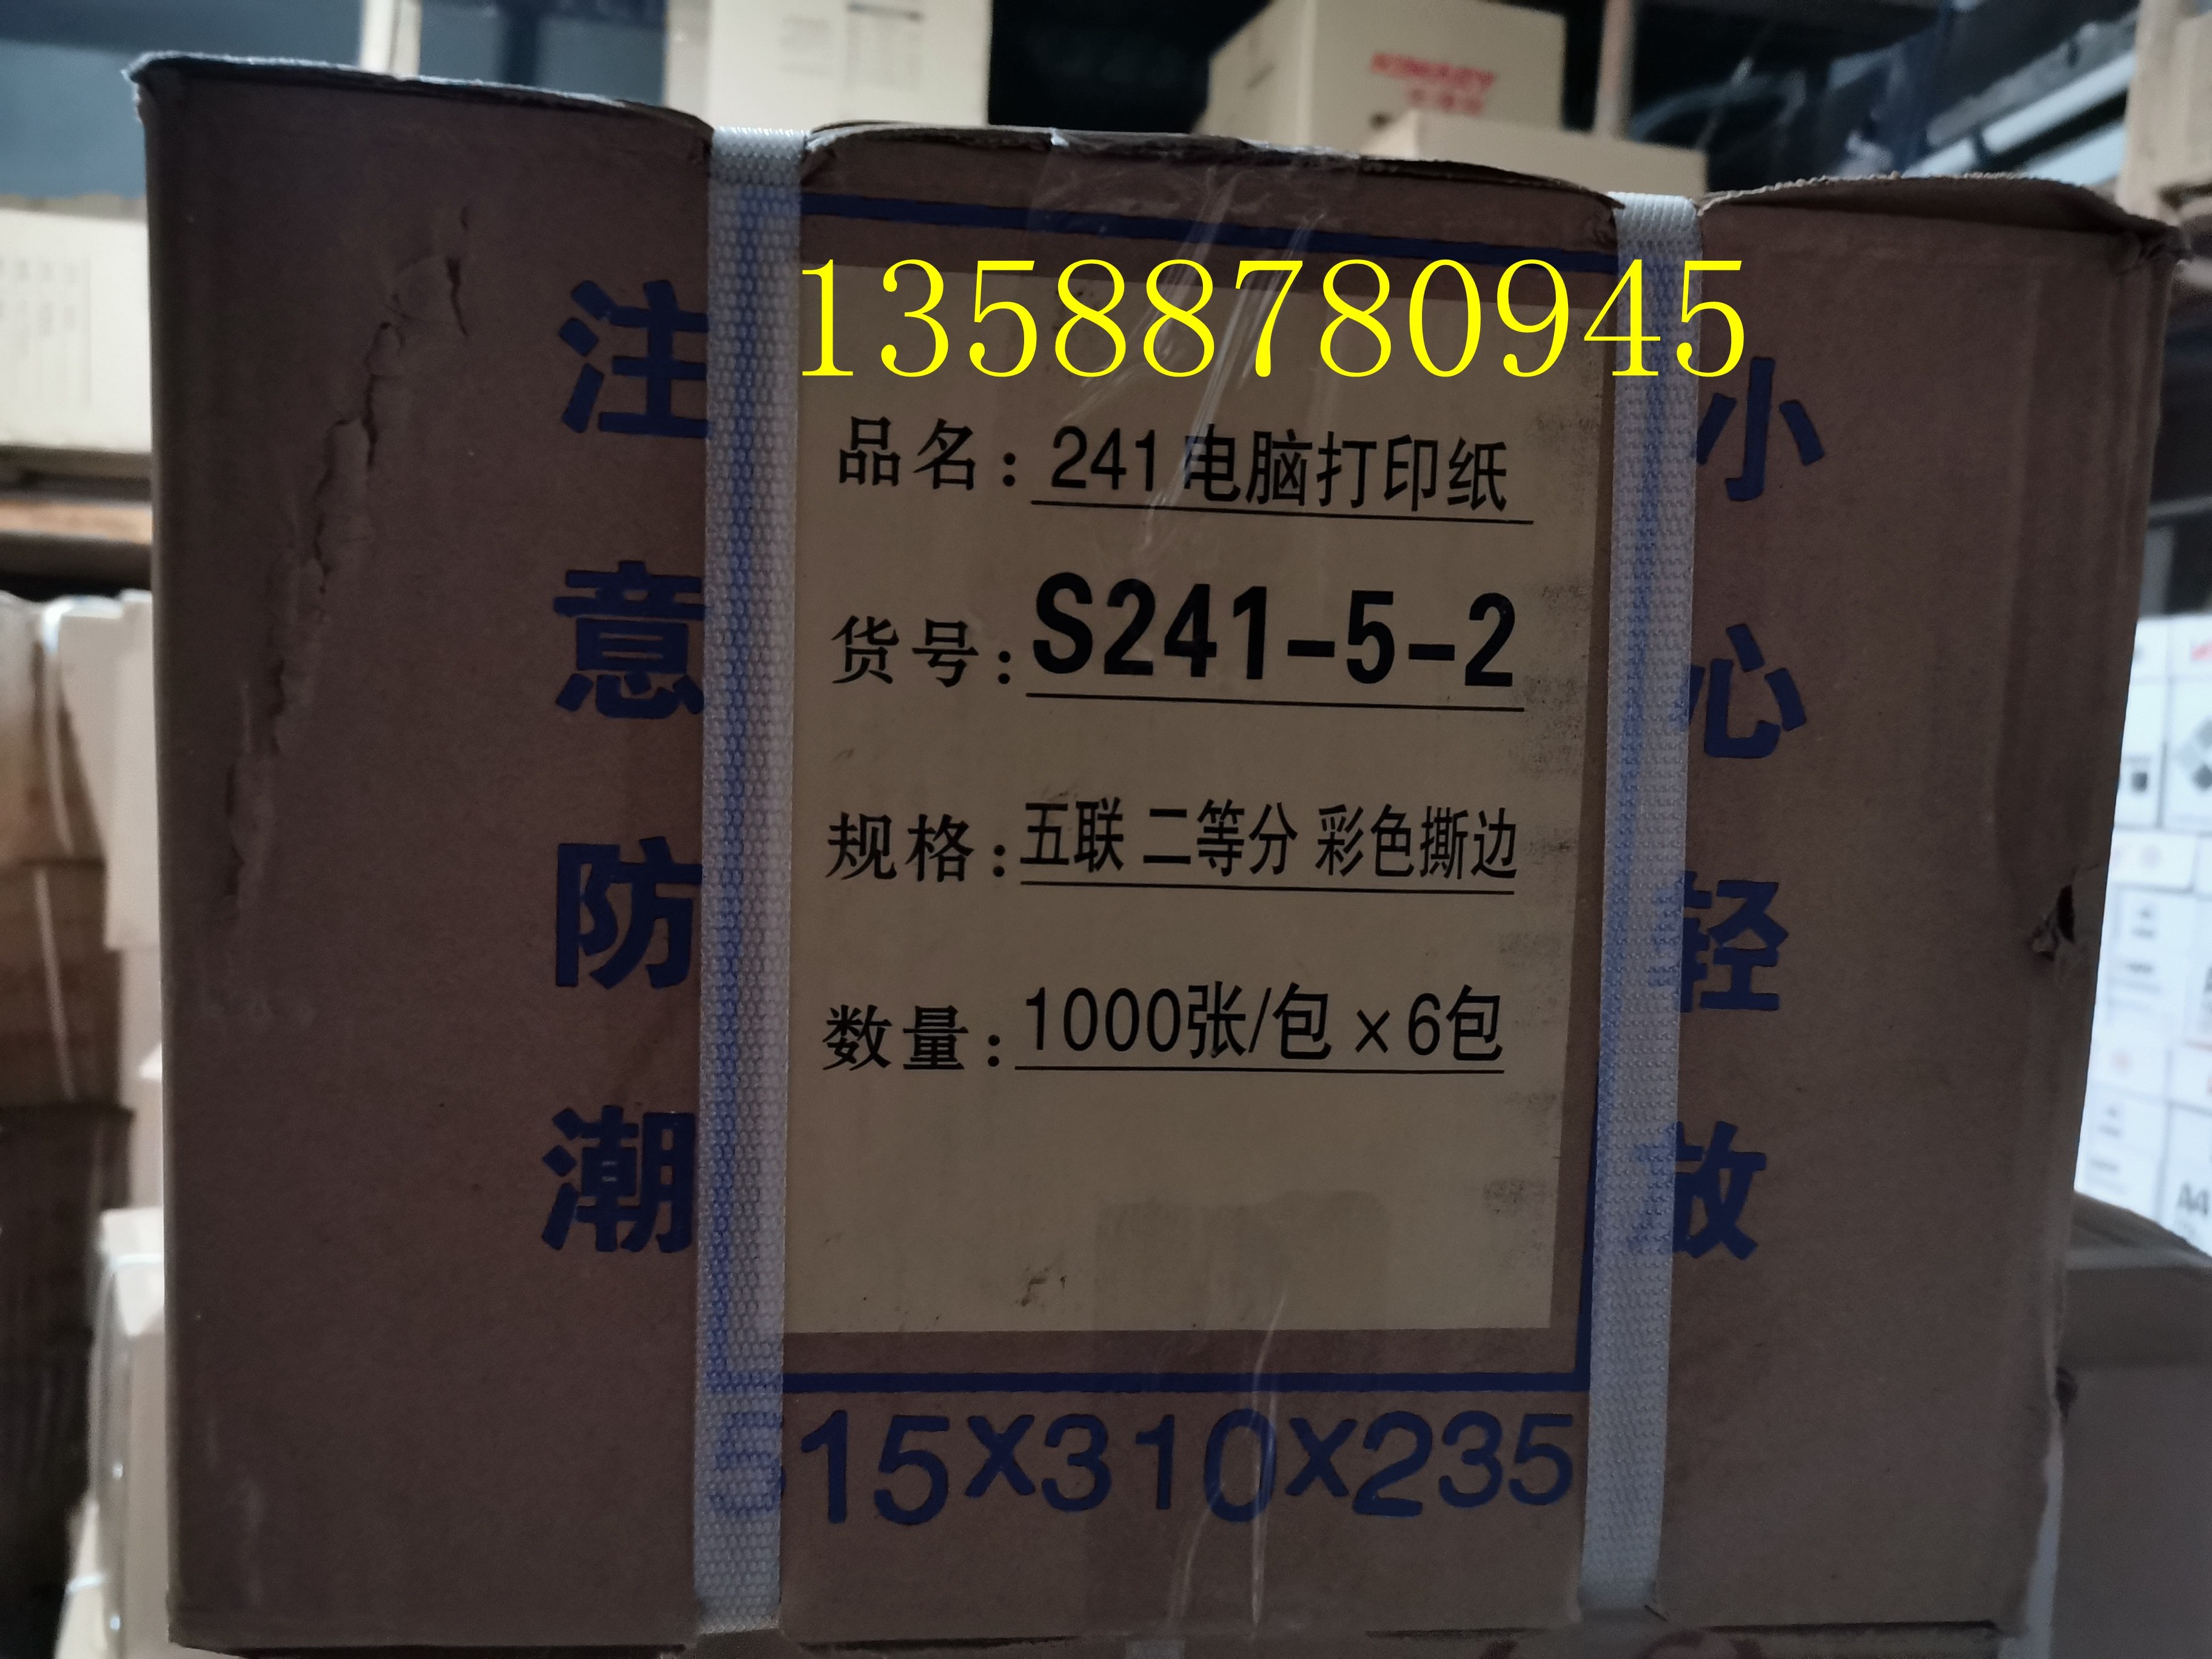 13588780945
品名：241电脑打印纸
货号：S241-5-2
规格：五联 二等分 彩色撕边
数量：1000张/包×6包
515X310X235
注意防潮
小心轻放
A4